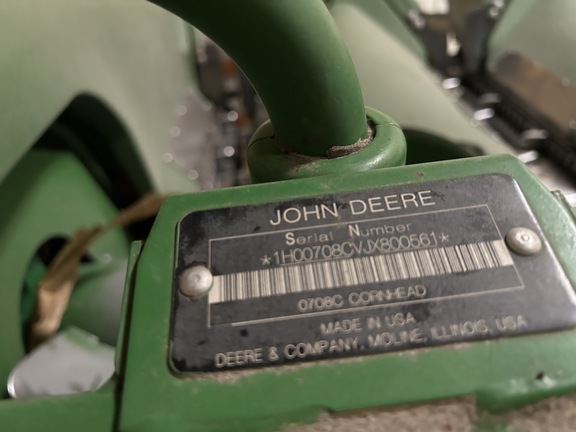 JOHN DEERE
Serial Number
*1H00708CVJX800561*
0708C CORNHEAD
MADE IN USA
DEERE & COMPANY, MOLINE, ILLINOIS, USA